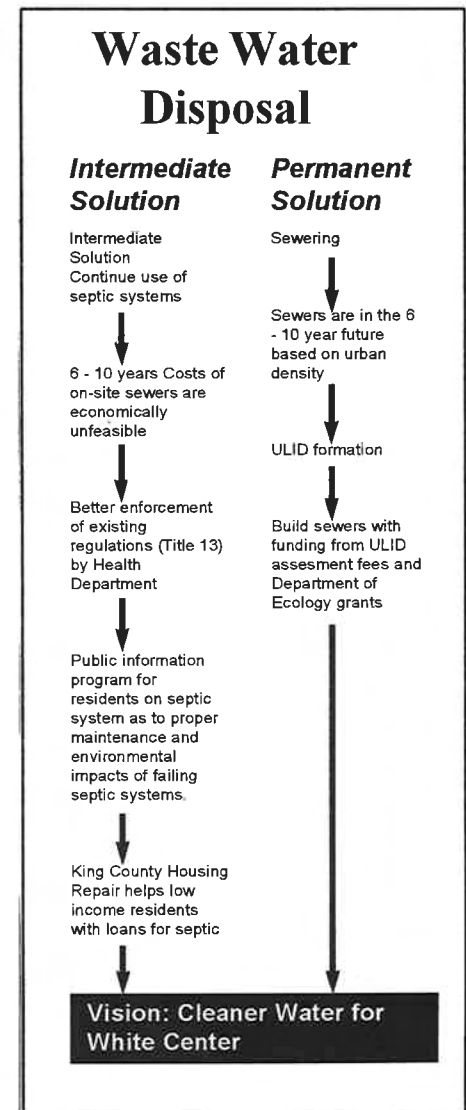 Waste Water
Disposal
Intermediate
Solution
Intermediate
Solution
Continue use of
septic systems
6 - 10 years Costs of
on-site sewers are
economically
unfeasible
Better enforcement
of existing
regulations (Title 13)
by Health
Department
Public information
program for
residents on septic
system as to proper
maintenance and
environmental
impacts of failing
septic systems.
King County Housing
Repair helps low
income residents
with loans for septic
Permanent
Solution
Sewering
Sewers are in the 6
- 10 year future
based on urban
density
ULID formation
Build sewers with
funding from ULID
assesment fees and
Department of
Ecology grants
Vision: Cleaner Water for
White Center